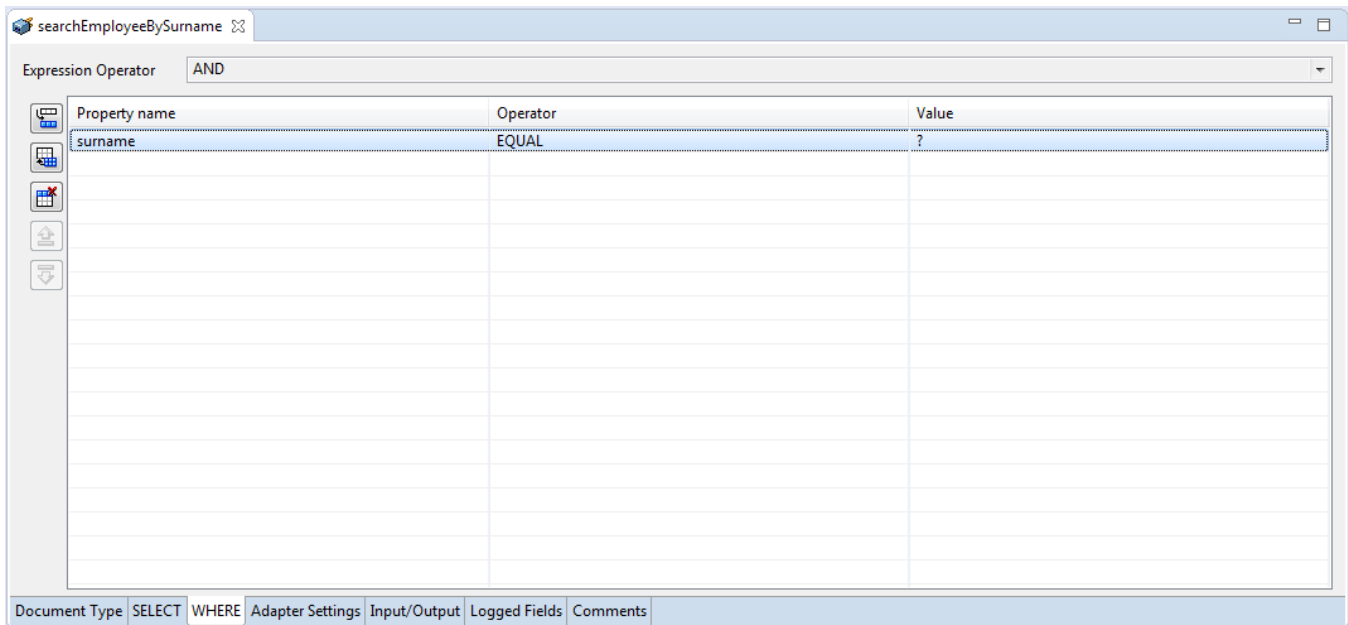 searchEmployeeBySurname
Expression Operator AND
Property name Operator Value
surname EQUAL ?
Document Type SELECT WHERE Adapter Settings Input/Output Logged Fields Comments